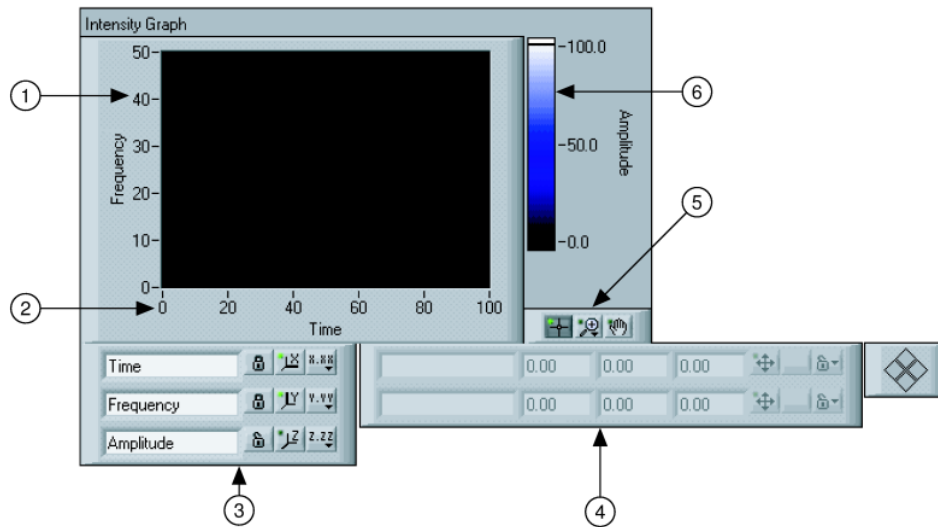 Intensity Graph
50
40
30
20
10
0
Frequency
0 20 40 60 80 100
Time
100.0
50.0
0.0
Amplitude
1
2
3
4
5
6
Time X X.XX
Frequency Y Y.YY
Amplitude Z Z.ZZ
0.00 0.00 0.00
0.00 0.00 0.00